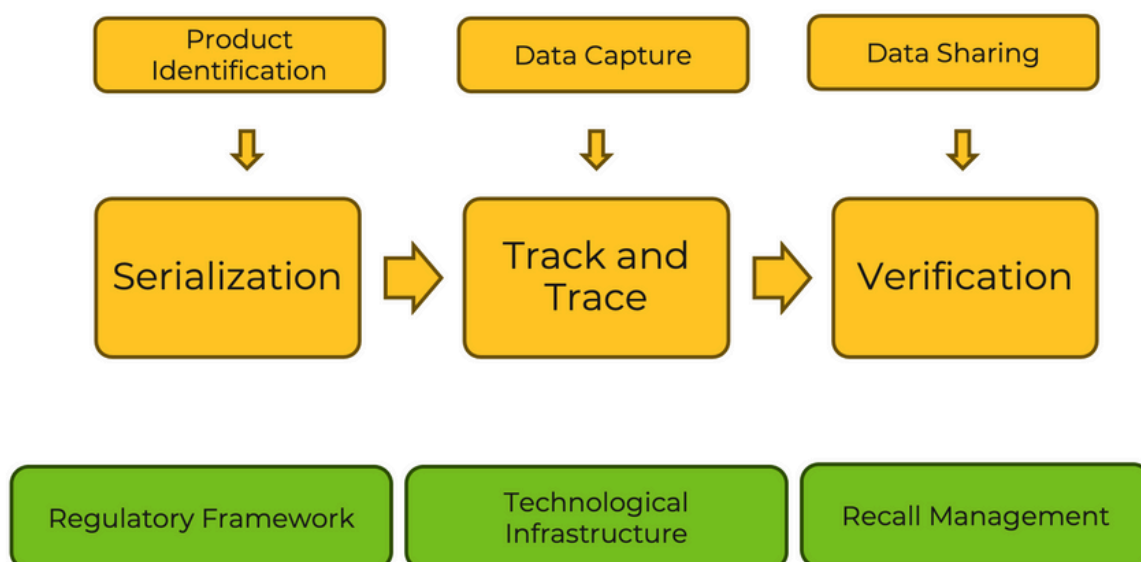 Product
Identification
Data Capture
Data Sharing
Serialization
Track and
Trace
Verification
Regulatory Framework
Technological
Infrastructure
Recall Management